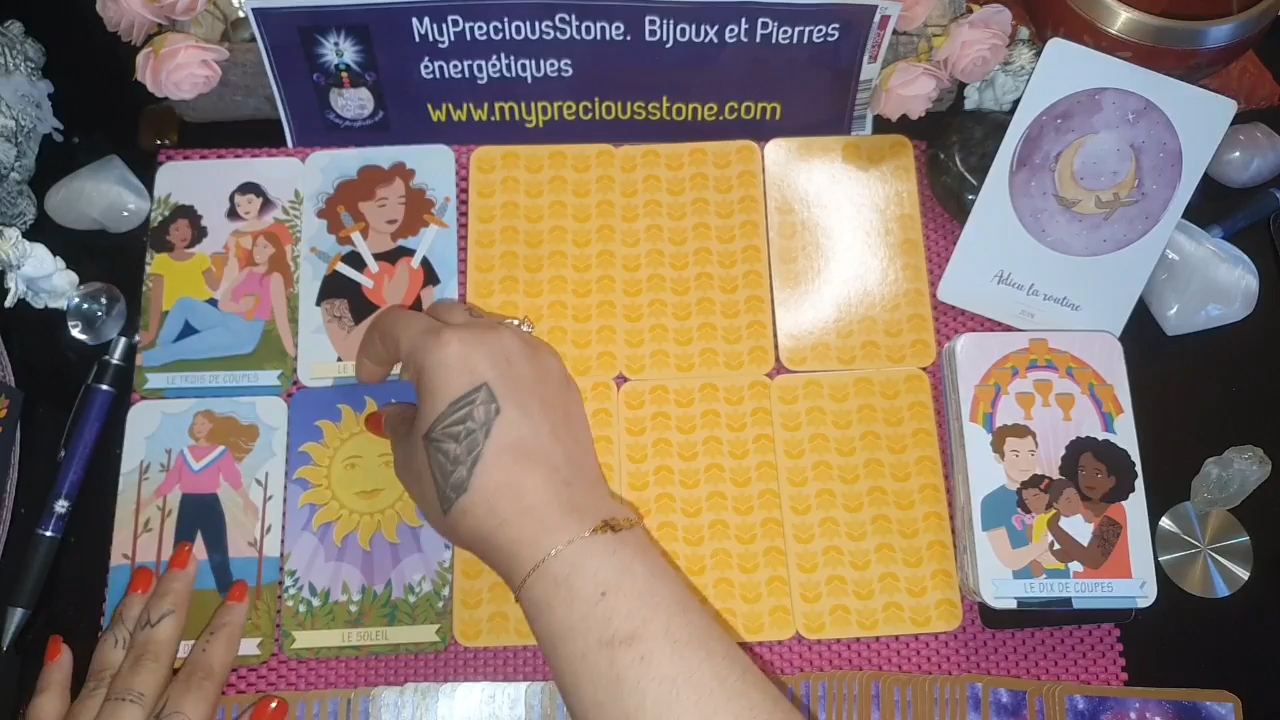 MyPreciousStone. Bijoux et Pierres
énergétiques
www.mypreciousstone.com
Adieu la routine
LE TROIS DE COUPES
LE SOLEIL
LE DIX DE COUPES